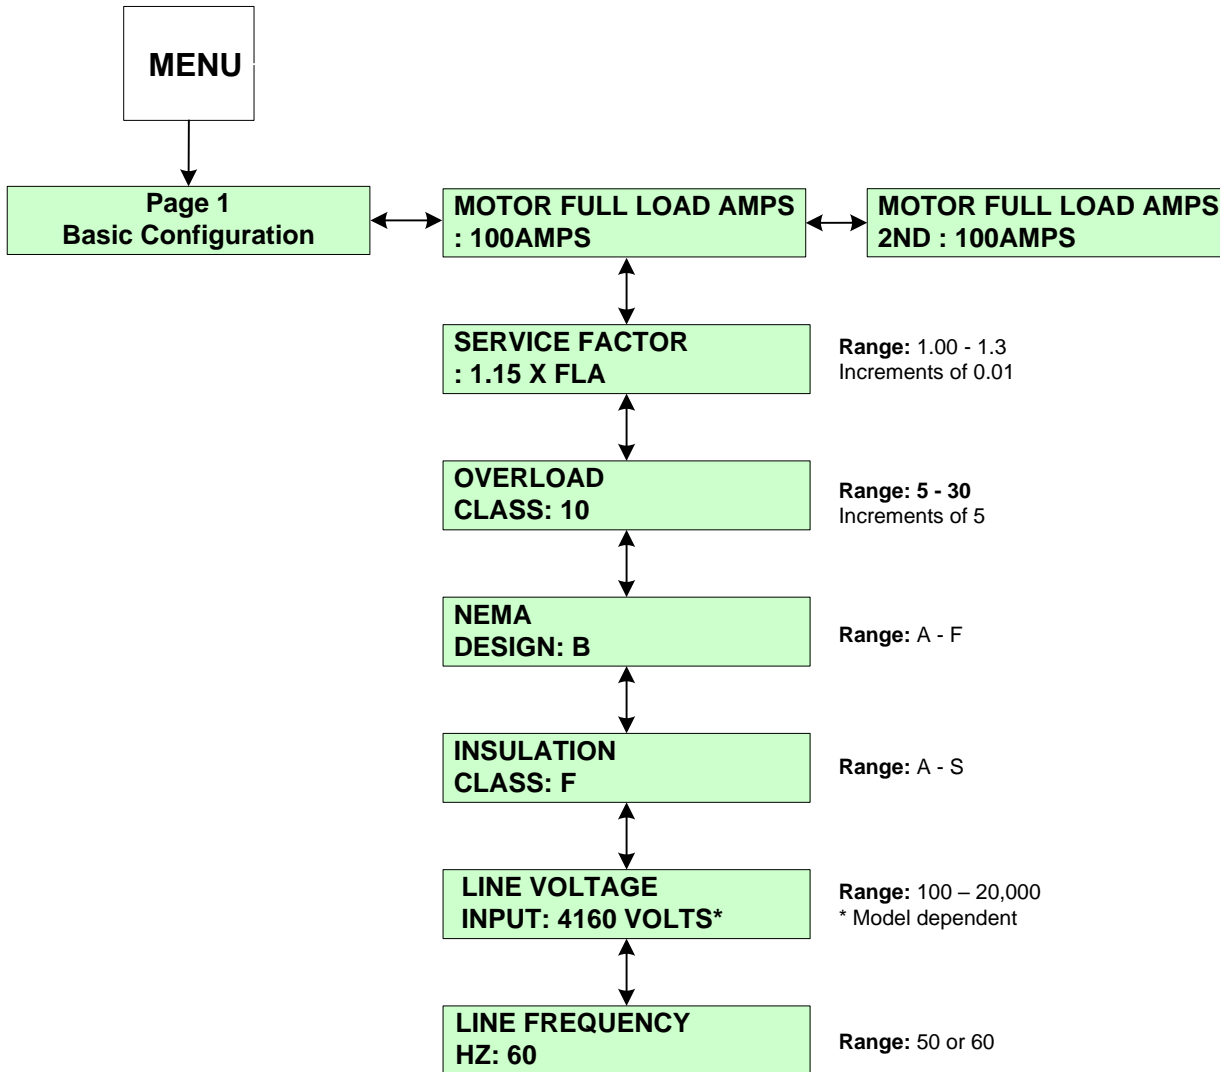 MENU
Page 1
Basic Configuration
MOTOR FULL LOAD AMPS
: 100AMPS
MOTOR FULL LOAD AMPS
2ND : 100AMPS
SERVICE FACTOR
: 1.15 X FLA
Range: 1.00 - 1.3
Increments of 0.01
OVERLOAD
CLASS: 10
Range: 5 - 30
Increments of 5
NEMA
DESIGN: B
Range: A - F
INSULATION
CLASS: F
Range: A - S
LINE VOLTAGE
INPUT: 4160 VOLTS*
Range: 100 – 20,000
* Model dependent
LINE FREQUENCY
HZ: 60
Range: 50 or 60